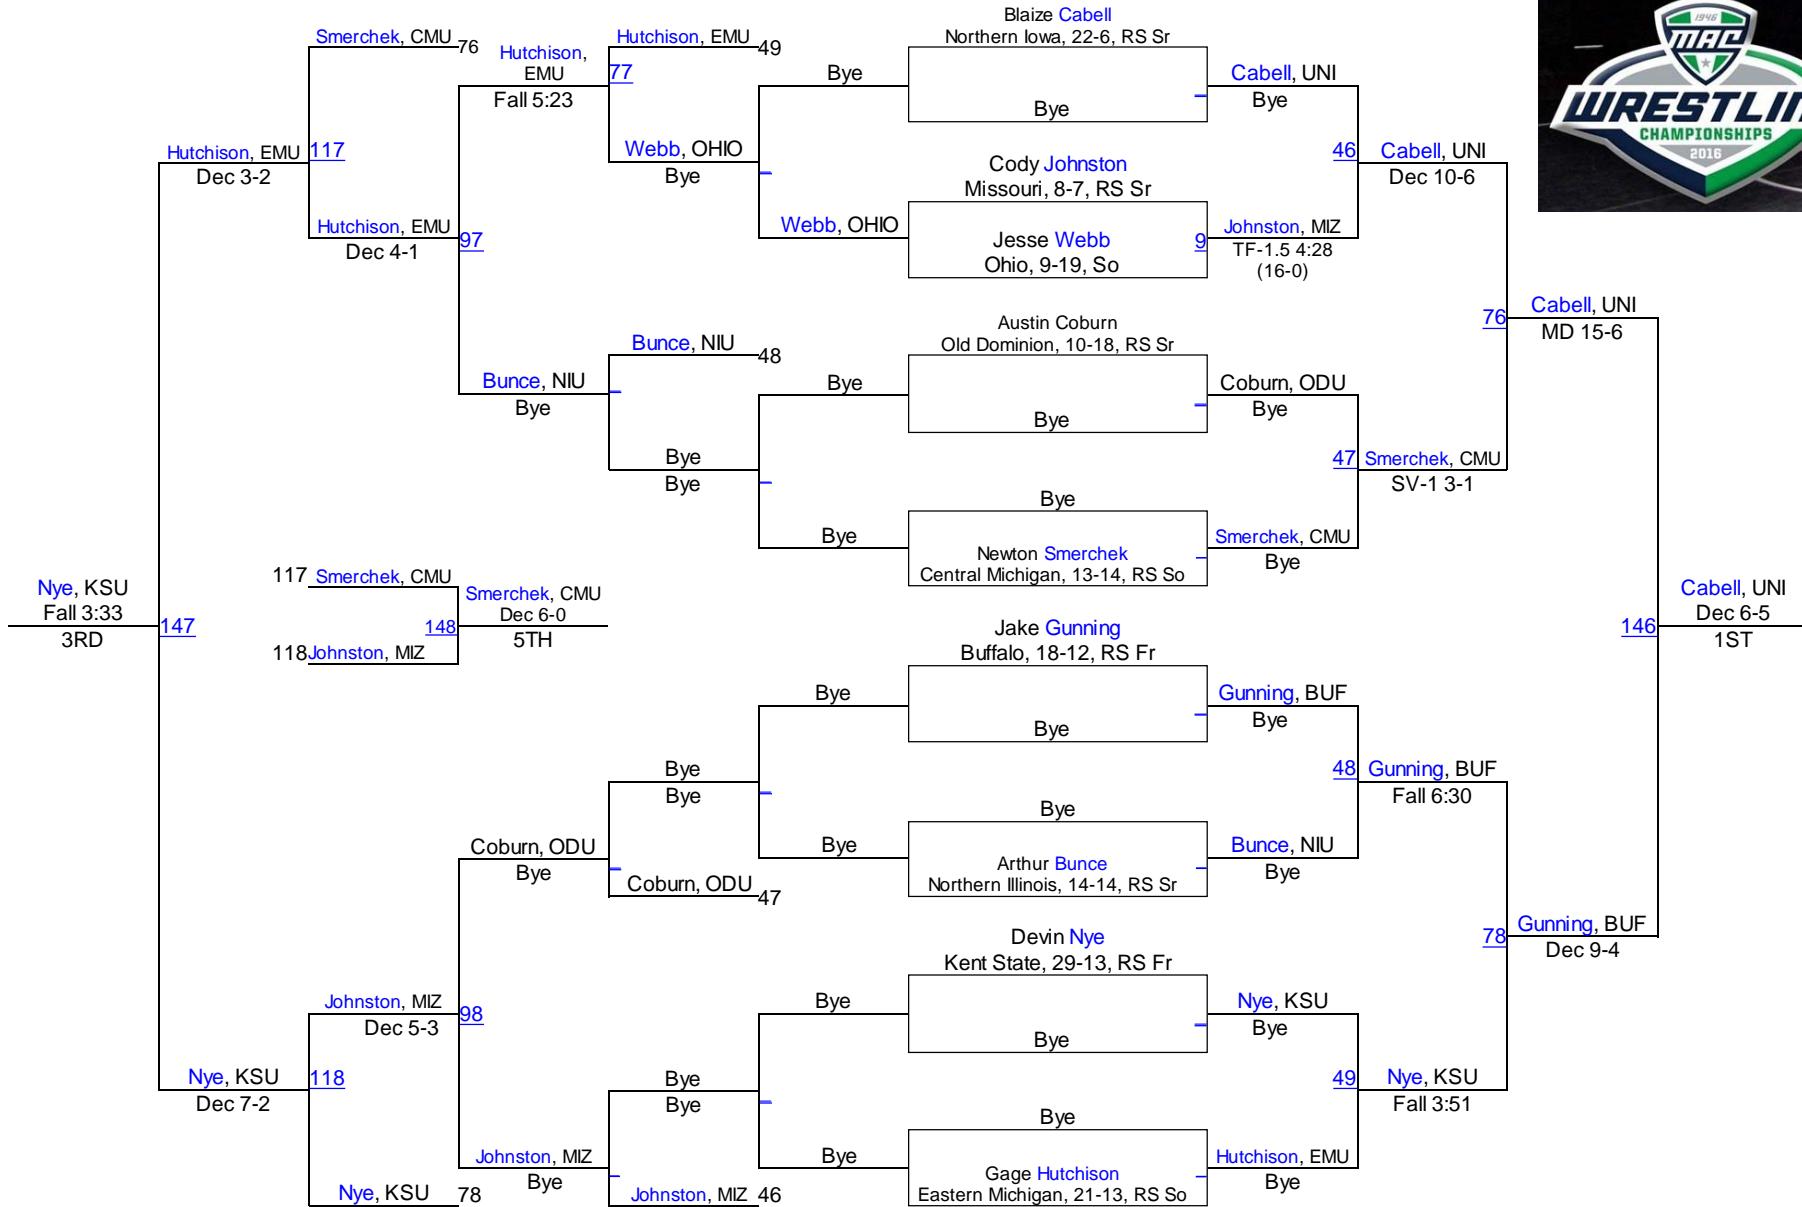 Smerchek, CMU 76
Hutchison, EMU 117
Dec 3-2
Hutchison, EMU
Dec 4-1
97
Hutchison,
EMU
Fall 5:23
77
Hutchison, EMU 49
Webb, OHIO
Bye
Bye
Webb, OHIO
Bunce, NIU
Bye
Bunce, NIU 48
Bye
Bye
Bye
Bye
Nye, KSU
Fall 3:33
3RD
147
117 Smerchek, CMU
118 Johnston, MIZ
148
Smerchek, CMU
Dec 6-0
5TH
Bye
Bye
Bye
Bye
Coburn, ODU
Bye
Coburn, ODU 47
Johnston, MIZ
Dec 5-3
98
Nye, KSU
Dec 7-2
118
Bye
Bye
Bye
Bye
Johnston, MIZ
Bye
Johnston, MIZ 46
Nye, KSU 78
Blaize Cabell
Northern Iowa, 22-6, RS Sr
Bye
Cody Johnston
Missouri, 8-7, RS Sr
Jesse Webb
Ohio, 9-19, So
9
Austin Coburn
Old Dominion, 10-18, RS Sr
Bye
Bye
Newton Smerchek
Central Michigan, 13-14, RS So
Jake Gunning
Buffalo, 18-12, RS Fr
Bye
Bye
Arthur Bunce
Northern Illinois, 14-14, RS Sr
Devin Nye
Kent State, 29-13, RS Fr
Bye
Bye
Gage Hutchison
Eastern Michigan, 21-13, RS So
Cabell, UNI
Bye
46
Johnston, MIZ
TF-1.5 4:28
(16-0)
Cabell, UNI
Dec 10-6
Coburn, ODU
Bye
47
Smerchek, CMU
Bye
Smerchek, CMU
SV-1 3-1
76
Cabell, UNI
MD 15-6
Gunning, BUF
Bye
48
Bunce, NIU
Bye
Gunning, BUF
Fall 6:30
Nye, KSU
Bye
49
Hutchison, EMU
Bye
Nye, KSU
Fall 3:51
78
Gunning, BUF
Dec 9-4
146
Cabell, UNI
Dec 6-5
1ST
1946
MAC
WRESTLIN
CHAMPIONSHIPS
2016